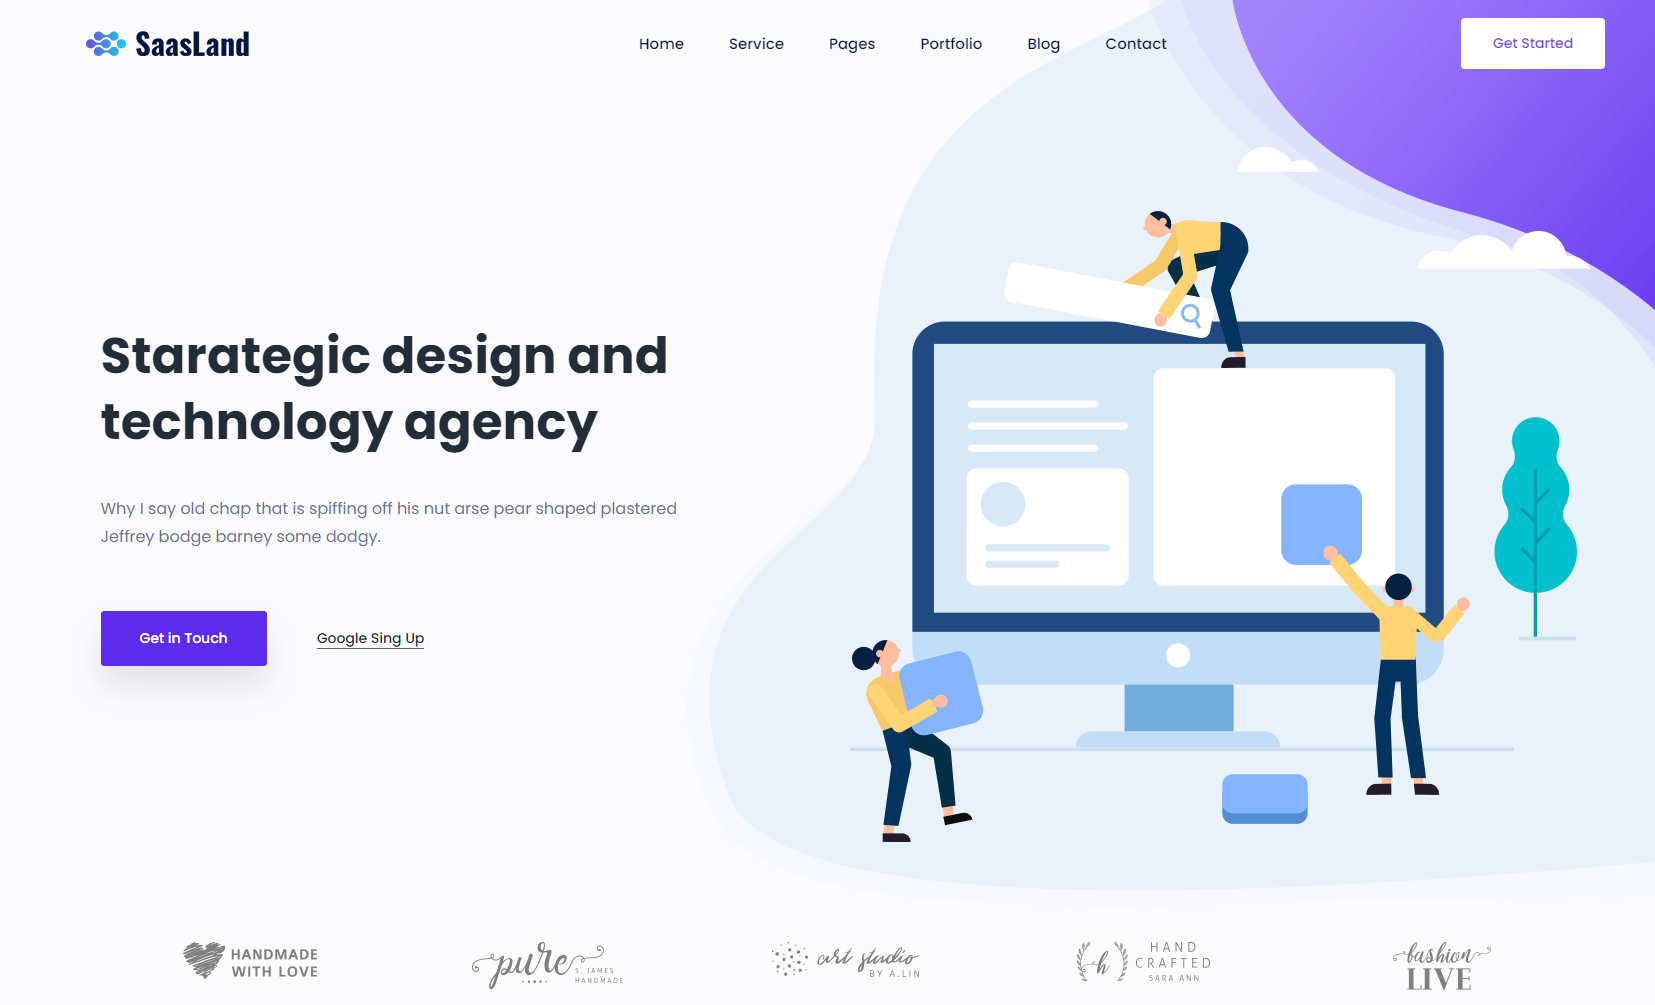 SaasLand
Home Service Pages Portfolio Blog Contact
Get Started
Starategic design and
technology agency
Why I say old chap that is spiffing off his nut arse pear shaped plastered
Jeffrey bodge barney some dodgy.
Get in Touch
Google Sing Up
HANDMADE
WITH LOVE
pure
S. JAMES
HANDMADE
art studio
BY A.LIN
h
HAND
CRAFTED
SARA ANN
fashion
LIVE